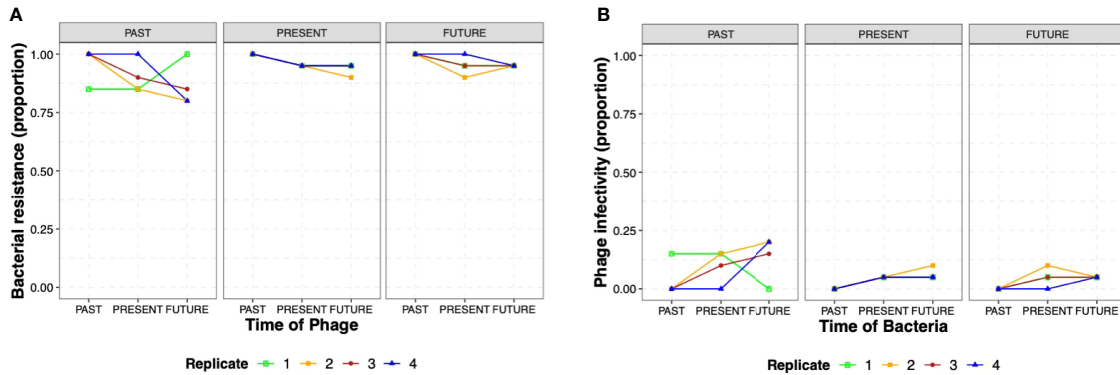 A
PAST PRESENT FUTURE
Bacterial resistance (proportion)
1.00
0.75
0.50
0.25
0.00
PAST PRESENT FUTURE PAST PRESENT FUTURE PAST PRESENT FUTURE
Time of Phage
Replicate 1 2 3 4
B
PAST PRESENT FUTURE
Phage infectivity (proportion)
1.00
0.75
0.50
0.25
0.00
PAST PRESENT FUTURE PAST PRESENT FUTURE PAST PRESENT FUTURE
Time of Bacteria
Replicate 1 2 3 4